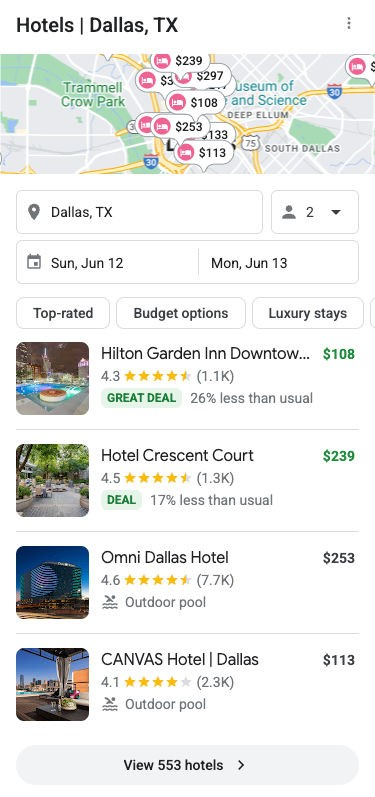 Hotels | Dallas, TX
$239
$297
Trammell
Crow Park
$108
useum of
and Science
30
DEEP ELLUM
$253
133
75
SOUTH DALLAS
$113
30
Dallas, TX
2
Sun, Jun 12
Mon, Jun 13
Top-rated
Budget options
Luxury stays
Hilton Garden Inn Downtow... $108
4.3 (1.1K)
GREAT DEAL 26% less than usual
Hotel Crescent Court $239
4.5 (1.3K)
DEAL 17% less than usual
Omni Dallas Hotel $253
4.6 (7.7K)
Outdoor pool
CANVAS Hotel | Dallas $113
4.1 (2.3K)
Outdoor pool
View 553 hotels